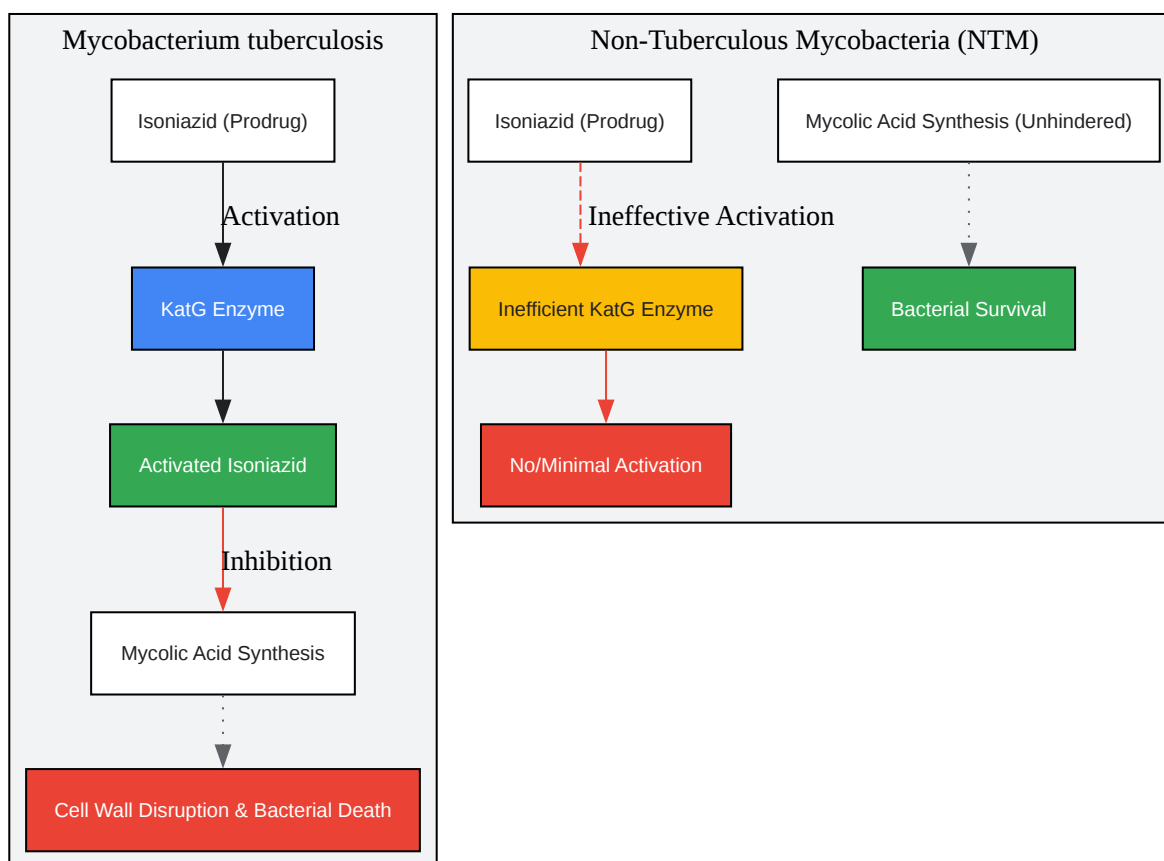 Mycobacterium tuberculosis
Isoniazid (Prodrug)
Activation
KatG Enzyme
Activated Isoniazid
Inhibition
Mycolic Acid Synthesis
Cell Wall Disruption & Bacterial Death
Non-Tuberculous Mycobacteria (NTM)
Isoniazid (Prodrug)
Ineffective Activation
Inefficient KatG Enzyme
No/Minimal Activation
Mycolic Acid Synthesis (Unhindered)
Bacterial Survival